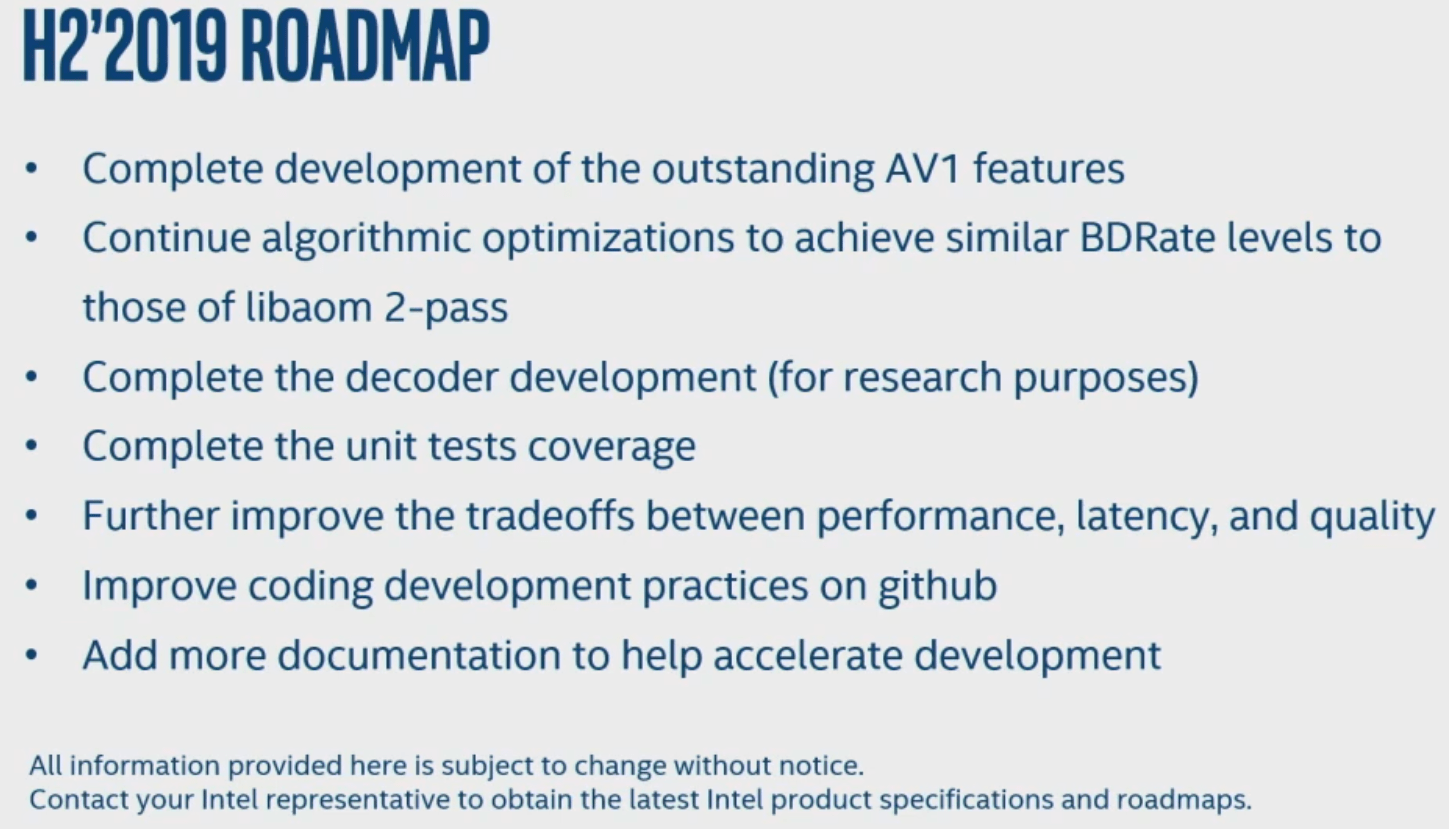 H2’2019 ROADMAP
• Complete development of the outstanding AV1 features
• Continue algorithmic optimizations to achieve similar BDRate levels to
those of libaom 2-pass
• Complete the decoder development (for research purposes)
• Complete the unit tests coverage
• Further improve the tradeoffs between performance, latency, and quality
• Improve coding development practices on github
• Add more documentation to help accelerate development
All information provided here is subject to change without notice.
Contact your Intel representative to obtain the latest Intel product specifications and roadmaps.